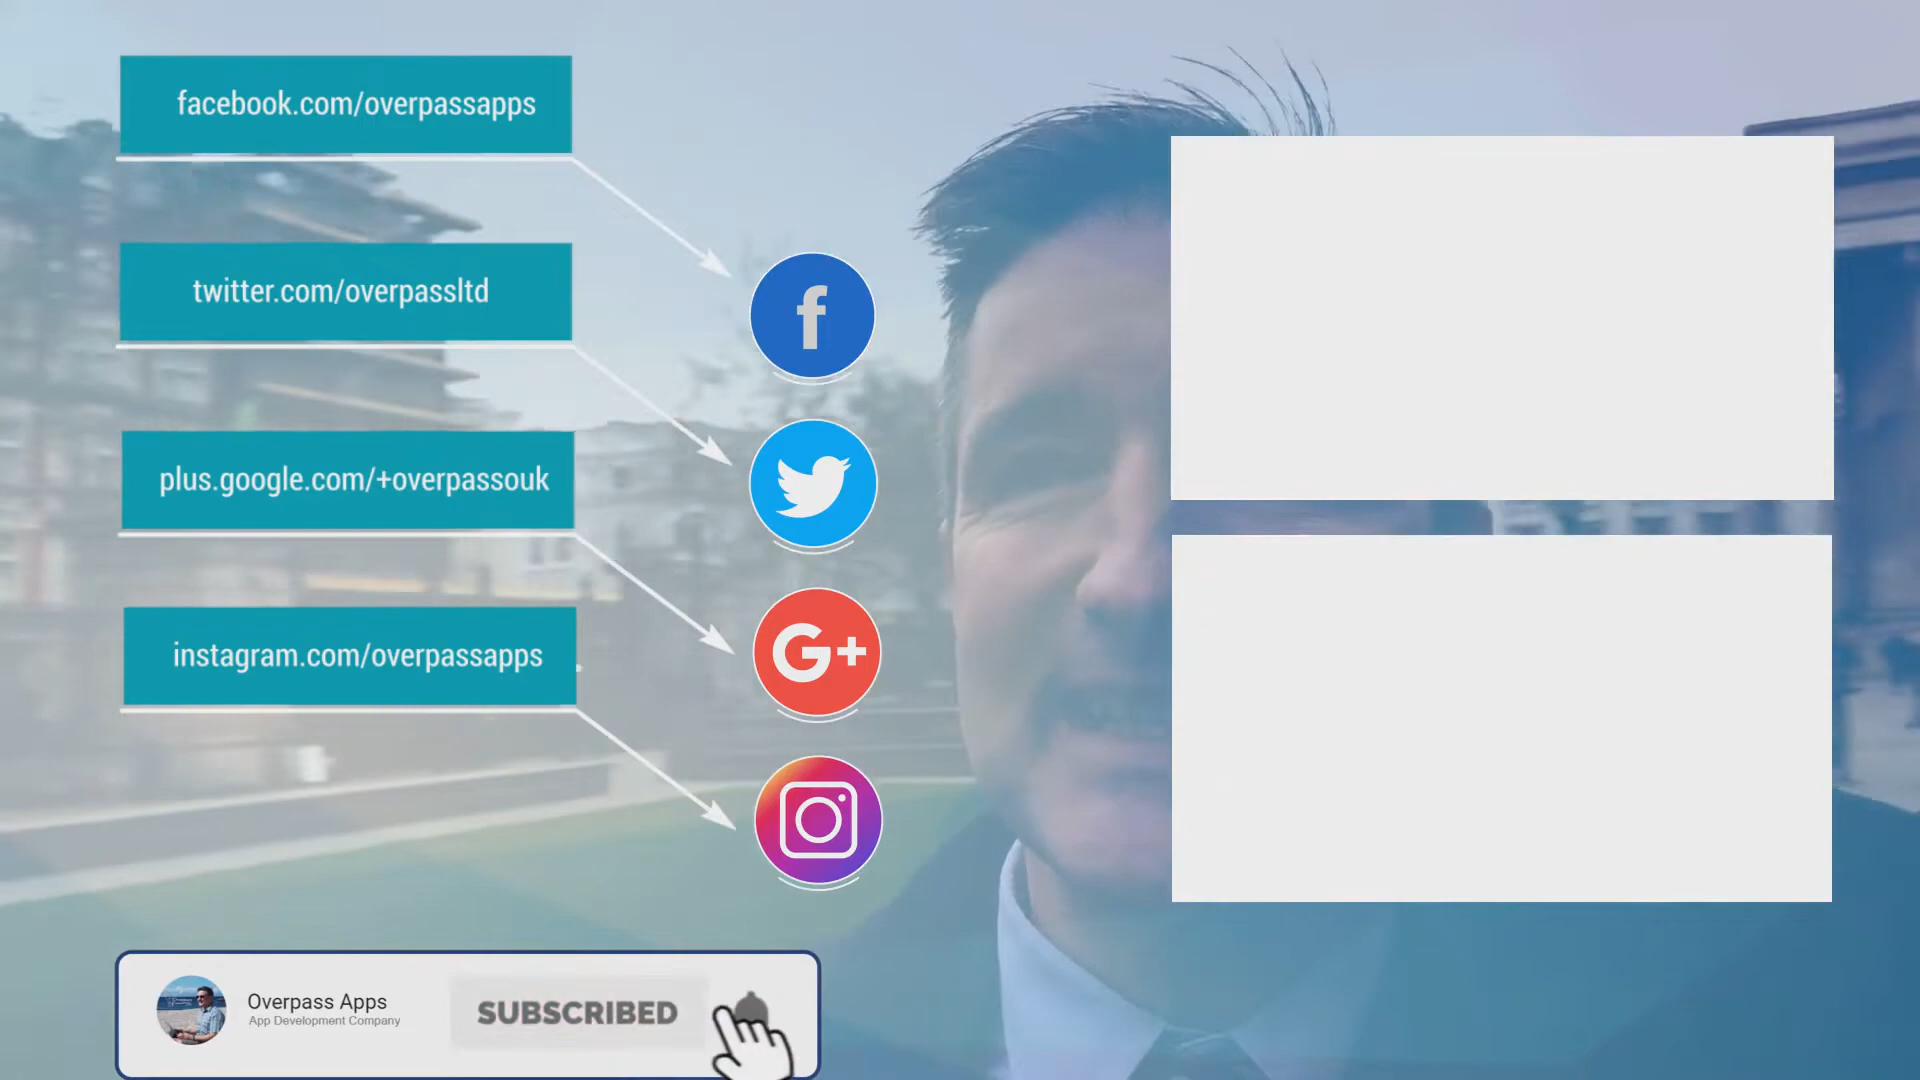 facebook.com/overpassapps
twitter.com/overpassltd
plus.google.com/+overpassouk
instagram.com/overpassapps
f
G+
Overpass Apps
App Development Company
SUBSCRIBED